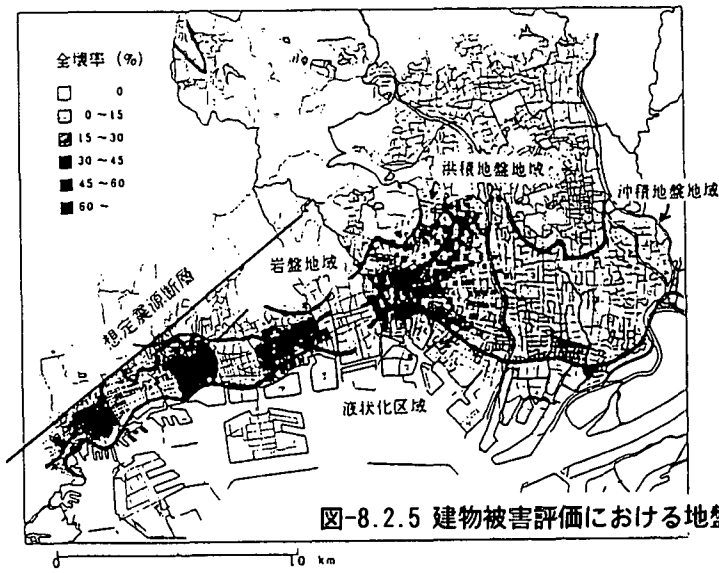 全壊率 (%)
0
0～15
15～30
30～45
45～60
60～
洪積地盤地域
沖積地盤地域
岩盤地域
想定震源断層
液状化区域
図-8.2.5 建物被害評価における地盤
0
10 km